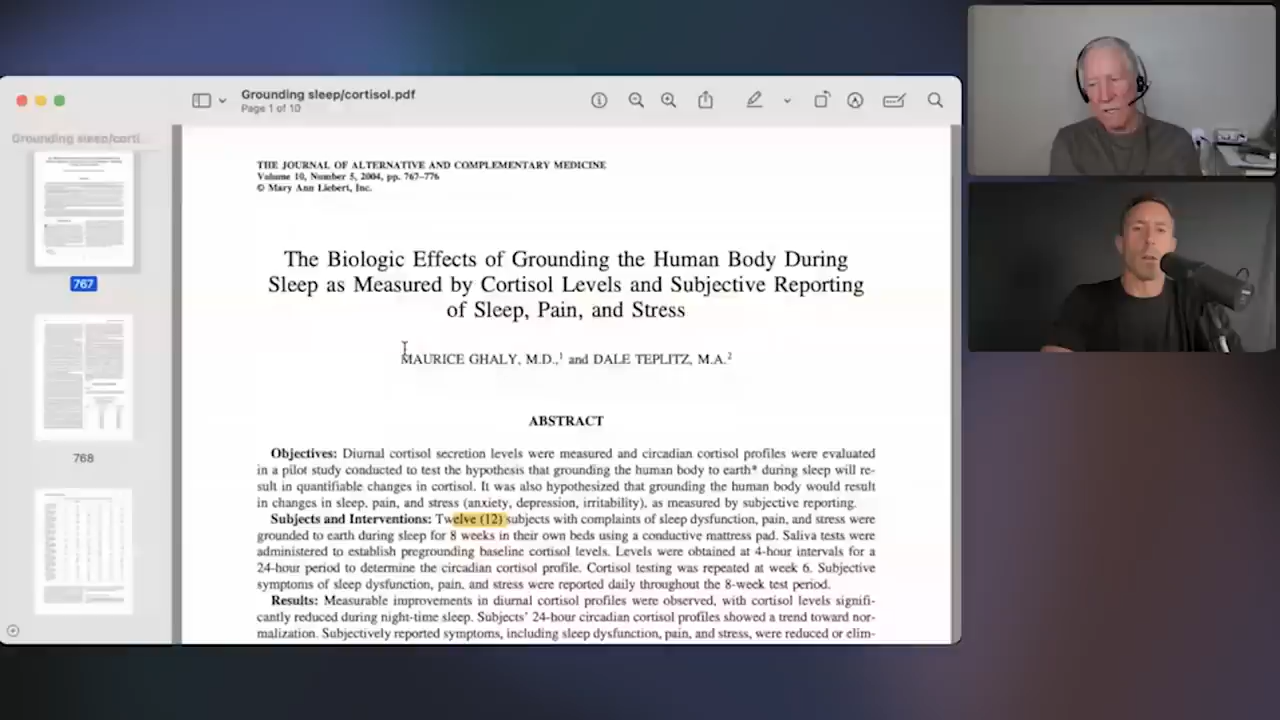 Grounding sleep/cortisol.pdf
Page 1 of 10
Grounding sleep/corti...
767
768
THE JOURNAL OF ALTERNATIVE AND COMPLEMENTARY MEDICINE
Volume 10, Number 5, 2004, pp. 767–776
© Mary Ann Liebert, Inc.
The Biologic Effects of Grounding the Human Body During
Sleep as Measured by Cortisol Levels and Subjective Reporting
of Sleep, Pain, and Stress
MAURICE GHALY, M.D.,¹ and DALE TEPLITZ, M.A.²
ABSTRACT
Objectives: Diurnal cortisol secretion levels were measured and circadian cortisol profiles were evaluated
in a pilot study conducted to test the hypothesis that grounding the human body to earth* during sleep will re-
sult in quantifiable changes in cortisol. It was also hypothesized that grounding the human body would result
in changes in sleep, pain, and stress (anxiety, depression, irritability), as measured by subjective reporting.
Subjects and Interventions: Twelve (12) subjects with complaints of sleep dysfunction, pain, and stress were
grounded to earth during sleep for 8 weeks in their own beds using a conductive mattress pad. Saliva tests were
administered to establish pregrounding baseline cortisol levels. Levels were obtained at 4-hour intervals for a
24-hour period to determine the circadian cortisol profile. Cortisol testing was repeated at week 6. Subjective
symptoms of sleep dysfunction, pain, and stress were reported daily throughout the 8-week test period.
Results: Measurable improvements in diurnal cortisol profiles were observed, with cortisol levels signifi-
cantly reduced during night-time sleep. Subjects' 24-hour circadian cortisol profiles showed a trend toward nor-
malization. Subjectively reported symptoms, including sleep dysfunction, pain, and stress, were reduced or elim-